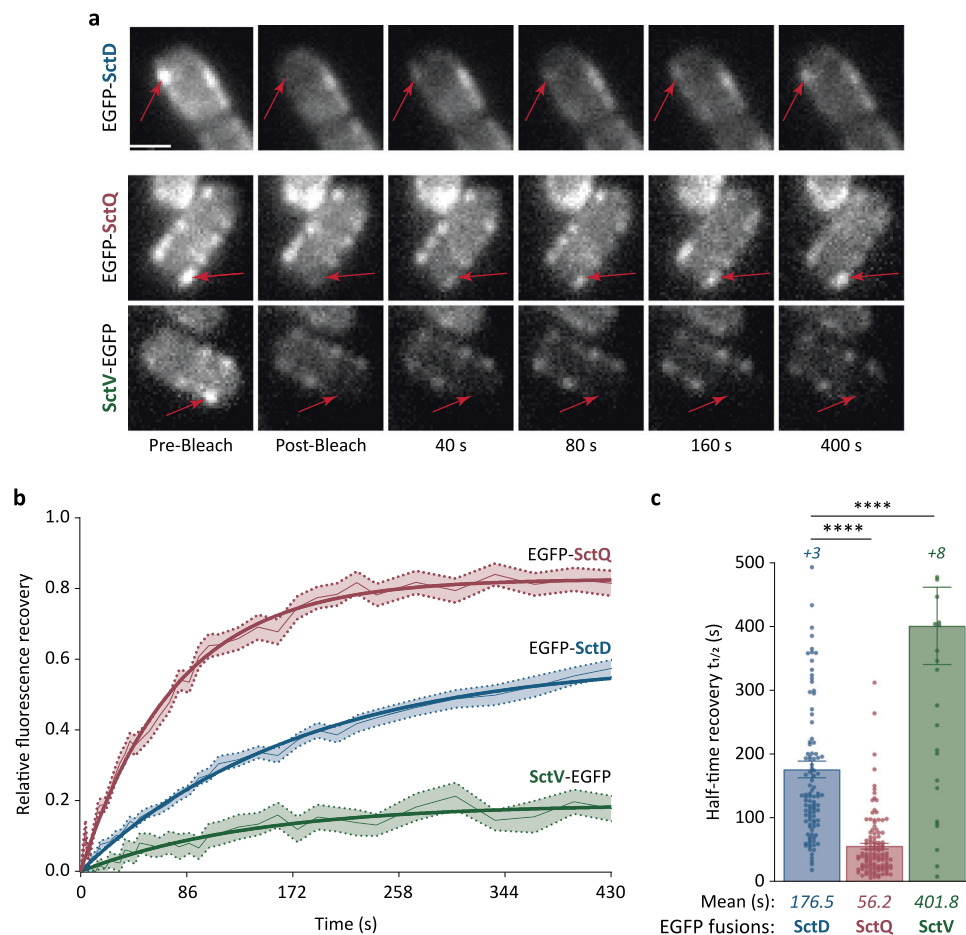 a
EGFP-SctD
EGFP-SctQ
SctV-EGFP
Pre-Bleach Post-Bleach 40 s 80 s 160 s 400 s
b
Relative fluorescence recovery
1.0
0.8
0.6
0.4
0.2
0.0
EGFP-SctQ
EGFP-SctD
SctV-EGFP
0 86 172 258 344 430
Time (s)
c
****
****
+3 +8
Half-time recovery t1/2 (s)
500
400
300
200
100
0
Mean (s): 176.5 56.2 401.8
EGFP fusions: SctD SctQ SctV